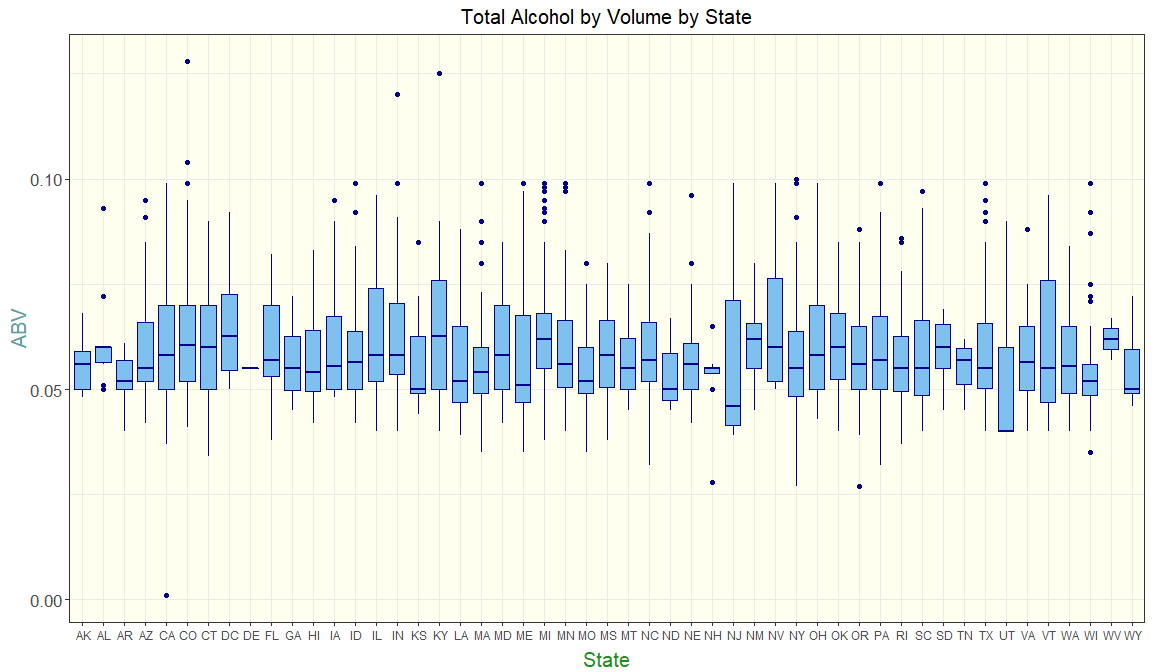 Total Alcohol by Volume by State
ABV
0.10
0.05
0.00
AK AL AR AZ CA CO CT DC DE FL GA HI IA ID IL IN KS KY LA MA MD ME MI MN MO MS MT NC ND NE NH NJ NM NV NY OH OK OR PA RI SC SD TN TX UT VA VT WA WI WV WY
State